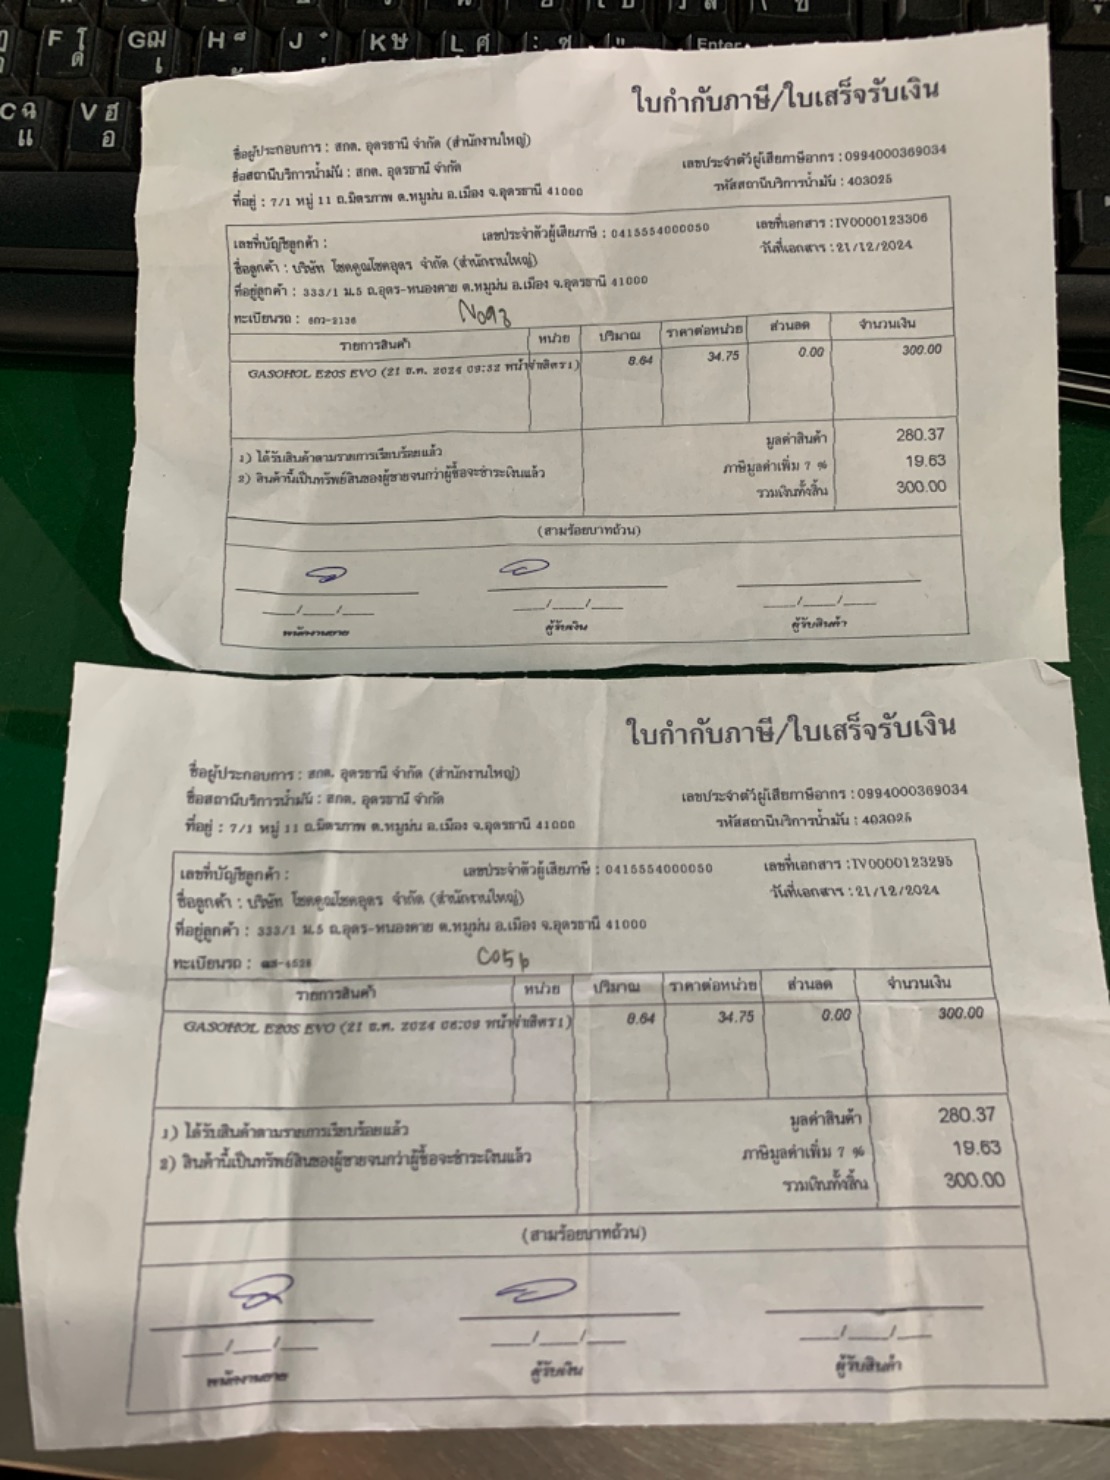 F โ ด
G ฌ เ
H
J
K ษ
L ศ
Enter
C ฉ แ
V ฮ อ
ใบกำกับภาษี/ใบเสร็จรับเงิน
ชื่อผู้ประกอบการ : สกต. อุดรธานี จำกัด (สำนักงานใหญ่)
เลขประจำตัวผู้เสียภาษีอากร : 0994000369034
ชื่อสถานีบริการน้ำมัน : สกต. อุดรธานี จำกัด
รหัสสถานีบริการน้ำมัน : 403025
ที่อยู่ : 7/1 หมู่ 11 ถ.มิตรภาพ ต.หมูม่น อ.เมือง จ.อุดรธานี 41000
เลขที่บัญชีลูกค้า : เลขประจำตัวผู้เสียภาษี : 0415554000050 เลขที่เอกสาร : IV0000123306
ชื่อลูกค้า : บริษัท โชคคูณโชคอุดร จำกัด (สำนักงานใหญ่) วันที่เอกสาร : 21/12/2024
ที่อยู่ลูกค้า : 333/1 ม.5 ถ.อุดร-หนองคาย ต.หมูม่น อ.เมือง จ.อุดรธานี 41000
ทะเบียนรถ : N093
รายการสินค้า หน่วย ปริมาณ ราคาต่อหน่วย ส่วนลด จำนวนเงิน
GASOHOL E20S EVO (21 ธ.ค. 2024 09:32 8.64 34.75 0.00 300.00
1) ได้รับสินค้าตามรายการเรียบร้อยแล้ว มูลค่าสินค้า 280.37
2) สินค้านี้เป็นทรัพย์สินของผู้ขายจนกว่าผู้ซื้อจะชำระเงินแล้ว ภาษีมูลค่าเพิ่ม 7 % 19.63
รวมเงินทั้งสิ้น 300.00
(สามร้อยบาทถ้วน)
___/___/___ ___/___/___ ___/___/___
พนักงานขาย ผู้รับเงิน ผู้รับสินค้า
ใบกำกับภาษี/ใบเสร็จรับเงิน
ชื่อผู้ประกอบการ : สกต. อุดรธานี จำกัด (สำนักงานใหญ่)
เลขประจำตัวผู้เสียภาษีอากร : 0994000369034
ชื่อสถานีบริการน้ำมัน : สกต. อุดรธานี จำกัด
รหัสสถานีบริการน้ำมัน : 403025
ที่อยู่ : 7/1 หมู่ 11 ถ.มิตรภาพ ต.หมูม่น อ.เมือง จ.อุดรธานี 41000
เลขที่บัญชีลูกค้า : เลขประจำตัวผู้เสียภาษี : 0415554000050 เลขที่เอกสาร : IV0000123295
ชื่อลูกค้า : บริษัท โชคคูณโชคอุดร จำกัด (สำนักงานใหญ่) วันที่เอกสาร : 21/12/2024
ที่อยู่ลูกค้า : 333/1 ม.5 ถ.อุดร-หนองคาย ต.หมูม่น อ.เมือง จ.อุดรธานี 41000
ทะเบียนรถ :
รายการสินค้า หน่วย ปริมาณ ราคาต่อหน่วย ส่วนลด จำนวนเงิน
GASOHOL E20S EVO (21 ธ.ค. 2024 8.64 34.75 0.00 300.00
1) ได้รับสินค้าตามรายการเรียบร้อยแล้ว มูลค่าสินค้า 280.37
2) สินค้านี้เป็นทรัพย์สินของผู้ขายจนกว่าผู้ซื้อจะชำระเงินแล้ว ภาษีมูลค่าเพิ่ม 7 % 19.63
รวมเงินทั้งสิ้น 300.00
(สามร้อยบาทถ้วน)
___/___/___ ___/___/___ ___/___/___
พนักงานขาย ผู้รับเงิน ผู้รับสินค้า